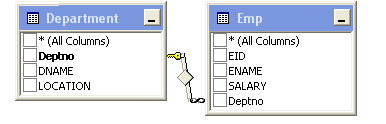 Department
* (All Columns)
Deptno
DNAME
LOCATION
Emp
* (All Columns)
EID
ENAME
SALARY
Deptno